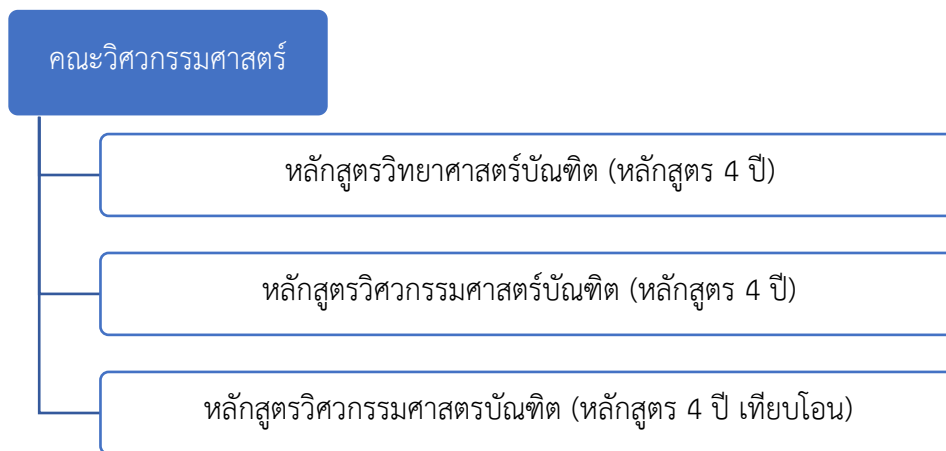 คณะวิศวกรรมศาสตร์
หลักสูตรวิทยาศาสตร์บัณฑิต (หลักสูตร 4 ปี)
หลักสูตรวิศวกรรมศาสตร์บัณฑิต (หลักสูตร 4 ปี)
หลักสูตรวิศวกรรมศาสตรบัณฑิต (หลักสูตร 4 ปี เทียบโอน)